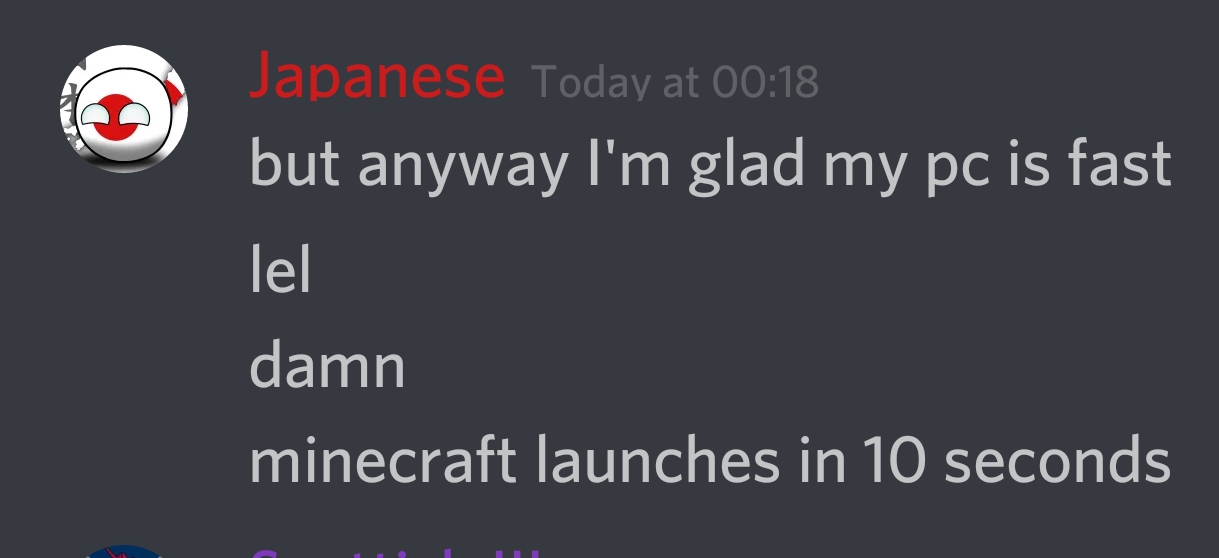 Japanese Today at 00:18
but anyway I'm glad my pc is fast
lel
damn
minecraft launches in 10 seconds